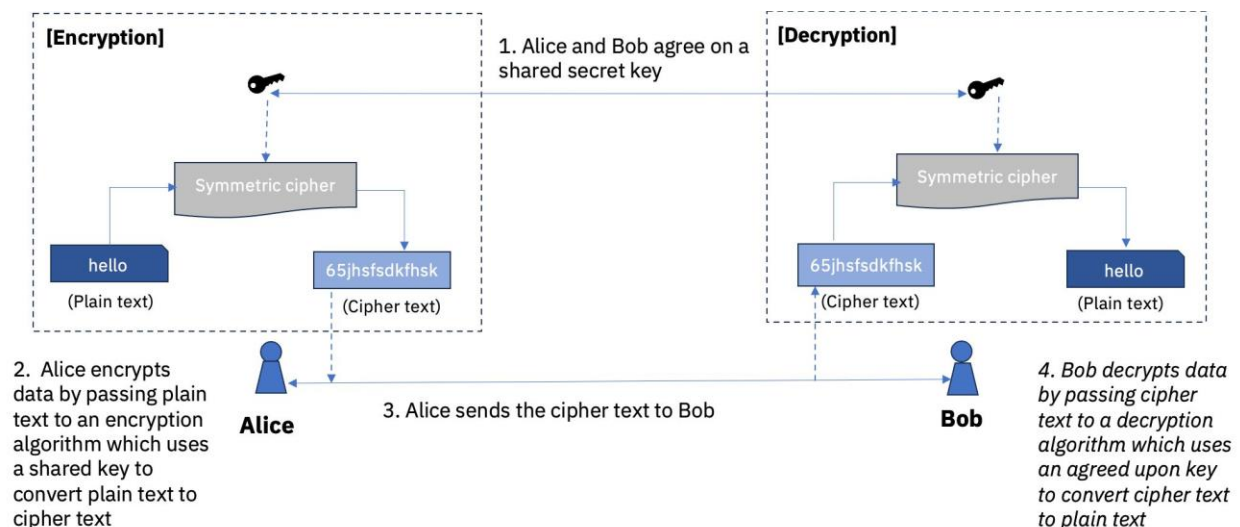 [Encryption]
1. Alice and Bob agree on a
shared secret key
[Decryption]
Symmetric cipher
hello
(Plain text)
65jhsfsdkfhsk
(Cipher text)
Symmetric cipher
65jhsfsdkfhsk
(Cipher text)
hello
(Plain text)
2. Alice encrypts
data by passing plain
text to an encryption
algorithm which uses
a shared key to
convert plain text to
cipher text
Alice
3. Alice sends the cipher text to Bob
Bob
4. Bob decrypts data
by passing cipher
text to a decryption
algorithm which uses
an agreed upon key
to convert cipher text
to plain text